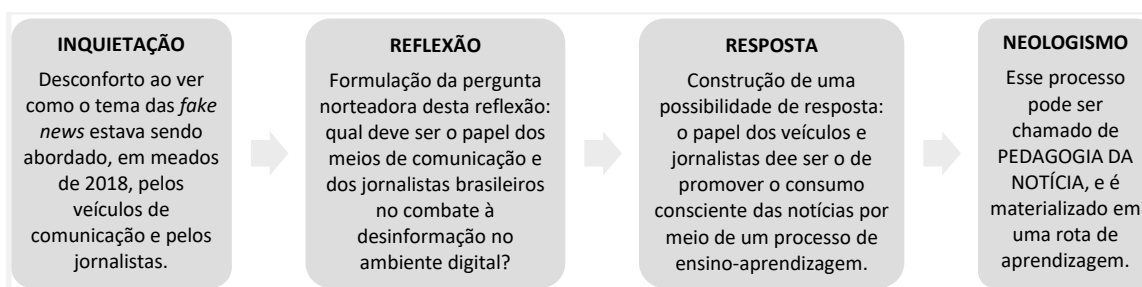 INQUIETAÇÃO
Desconforto ao ver
como o tema das fake
news estava sendo
abordado, em meados
de 2018, pelos
veículos de
comunicação e pelos
jornalistas.
REFLEXÃO
Formulação da pergunta
norteadora desta reflexão:
qual deve ser o papel dos
meios de comunicação e
dos jornalistas brasileiros
no combate à
desinformação no
ambiente digital?
RESPOSTA
Construção de uma
possibilidade de resposta:
o papel dos veículos e
jornalistas dee ser o de
promover o consumo
consciente das notícias por
meio de um processo de
ensino-aprendizagem.
NEOLOGISMO
Esse processo
pode ser
chamado de
PEDAGOGIA DA
NOTÍCIA, e é
materializado em
uma rota de
aprendizagem.